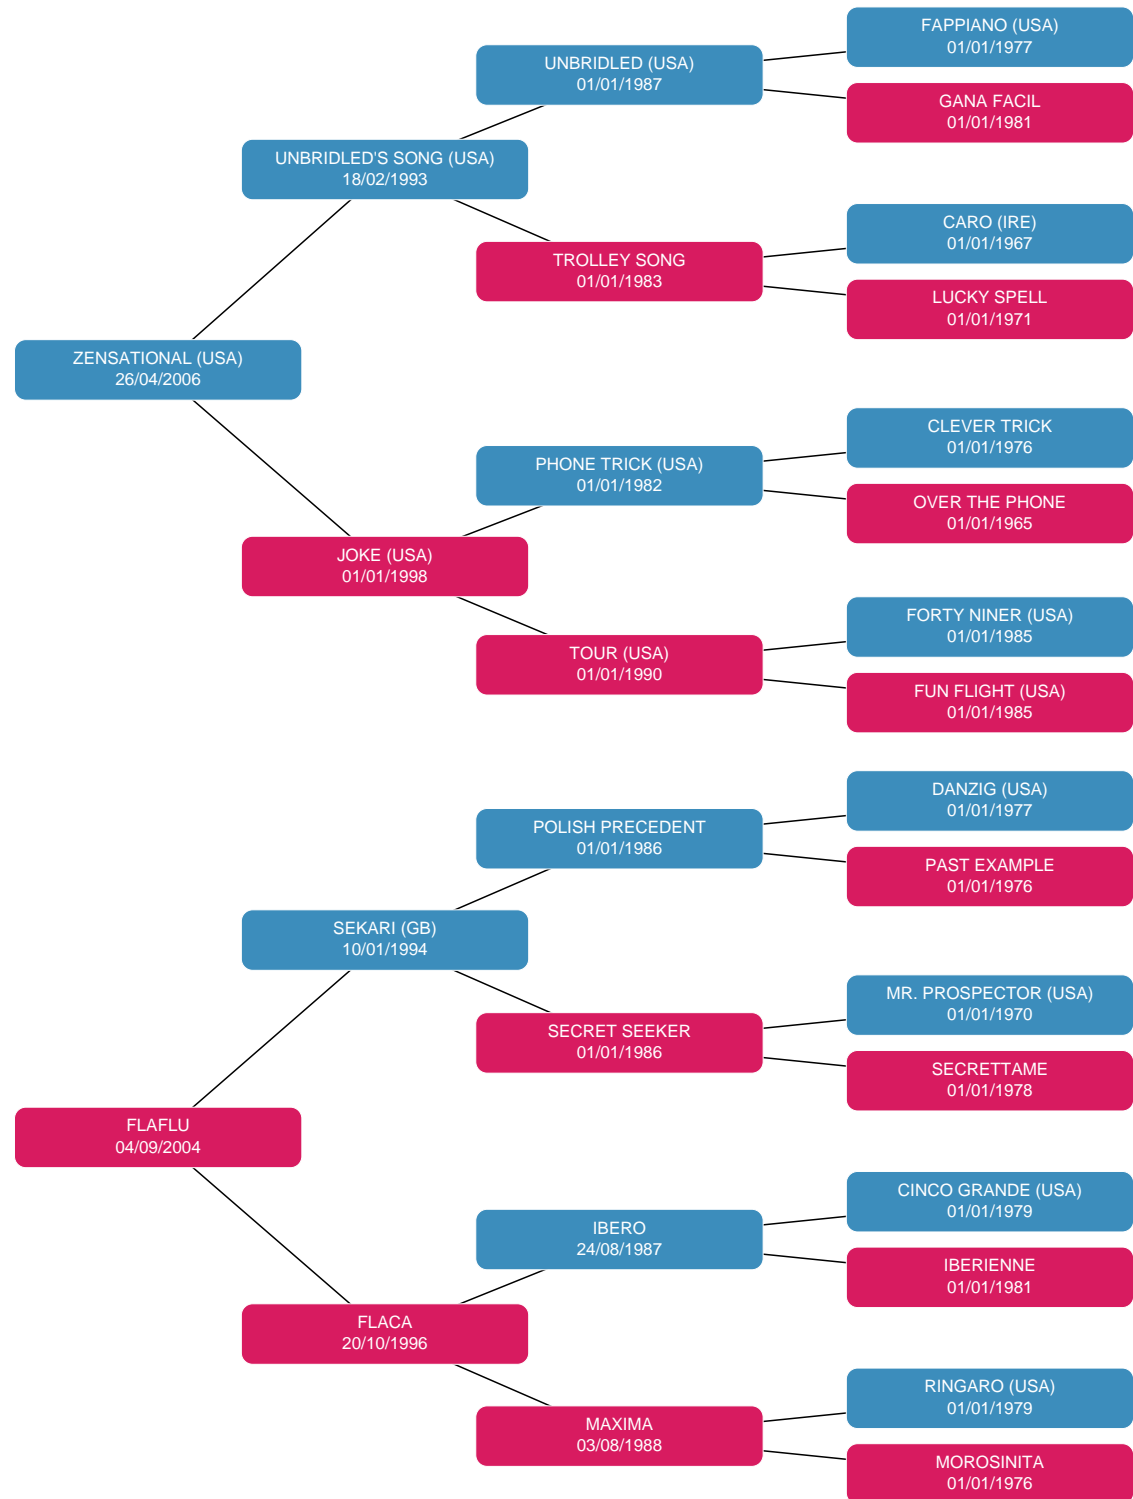 FAPPIANO (USA)
01/01/1977
UNBRIDLED (USA)
01/01/1987
GANA FACIL
01/01/1981
UNBRIDLED'S SONG (USA)
18/02/1993
CARO (IRE)
01/01/1967
TROLLEY SONG
01/01/1983
LUCKY SPELL
01/01/1971
ZENSATIONAL (USA)
26/04/2006
CLEVER TRICK
01/01/1976
PHONE TRICK (USA)
01/01/1982
OVER THE PHONE
01/01/1965
JOKE (USA)
01/01/1998
FORTY NINER (USA)
01/01/1985
TOUR (USA)
01/01/1990
FUN FLIGHT (USA)
01/01/1985
DANZIG (USA)
01/01/1977
POLISH PRECEDENT
01/01/1986
PAST EXAMPLE
01/01/1976
SEKARI (GB)
10/01/1994
MR. PROSPECTOR (USA)
01/01/1970
SECRET SEEKER
01/01/1986
SECRETTAME
01/01/1978
FLAFLU
04/09/2004
CINCO GRANDE (USA)
01/01/1979
IBERO
24/08/1987
IBERIENNE
01/01/1981
FLACA
20/10/1996
RINGARO (USA)
01/01/1979
MAXIMA
03/08/1988
MOROSINITA
01/01/1976